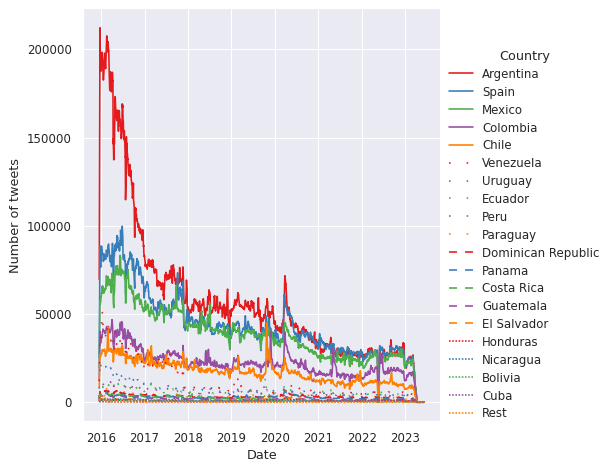 200000
150000
100000
50000
0
Number of tweets
2016 2017 2018 2019 2020 2021 2022 2023
Date
Country
Argentina
Spain
Mexico
Colombia
Chile
Venezuela
Uruguay
Ecuador
Peru
Paraguay
Dominican Republic
Panama
Costa Rica
Guatemala
El Salvador
Honduras
Nicaragua
Bolivia
Cuba
Rest